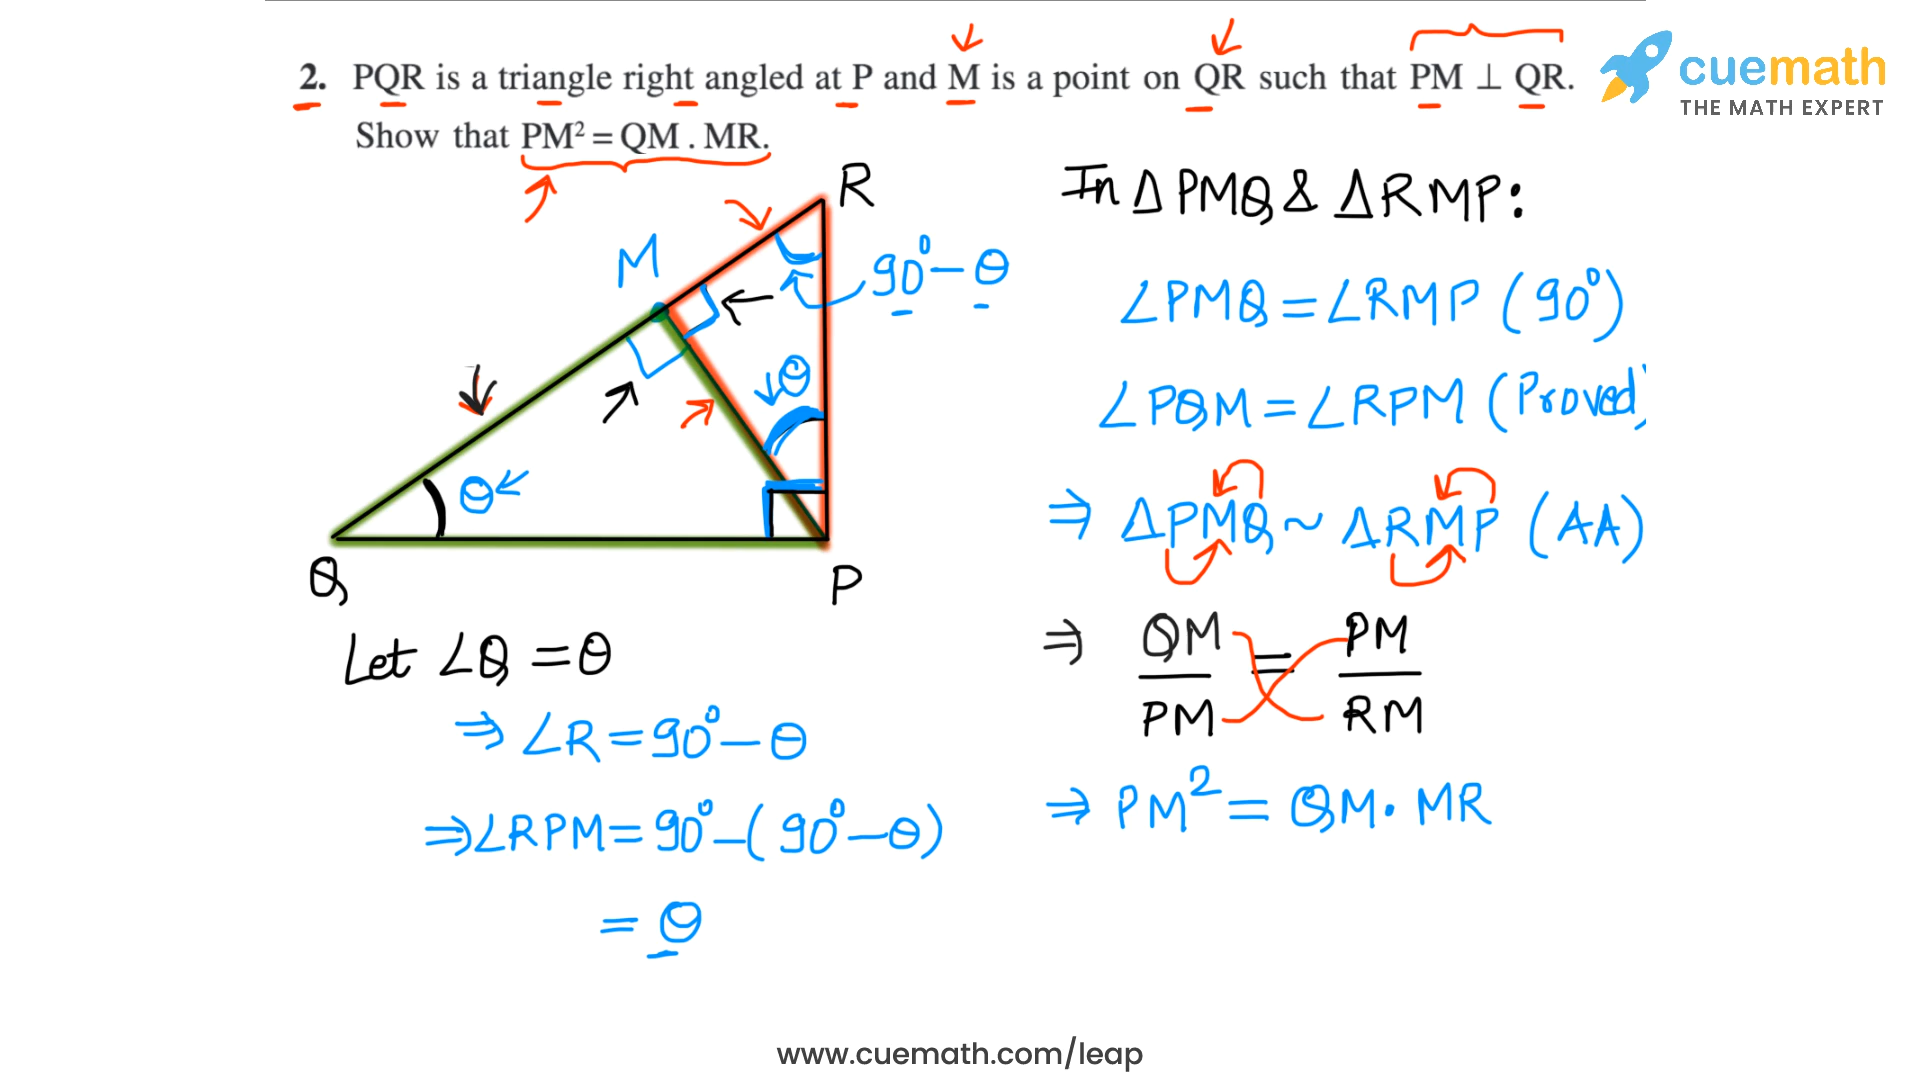 2. PQR is a triangle right angled at P and M is a point on QR such that PM ⊥ QR.
Show that PM² = QM . MR.
cuemath
THE MATH EXPERT
R
M
90° − θ
θ
θ
Q
P
Let ∠Q = θ
⇒ ∠R = 90° − θ
⇒ ∠RPM = 90° − (90° − θ)
= θ
In Δ PMQ & Δ RMP:
∠PMQ = ∠RMP (90°)
∠PQM = ∠RPM (Proved)
⇒ ΔPMQ ~ ΔRMP (AA)
⇒ QM/PM = PM/RM
⇒ PM² = QM · MR
www.cuemath.com/leap